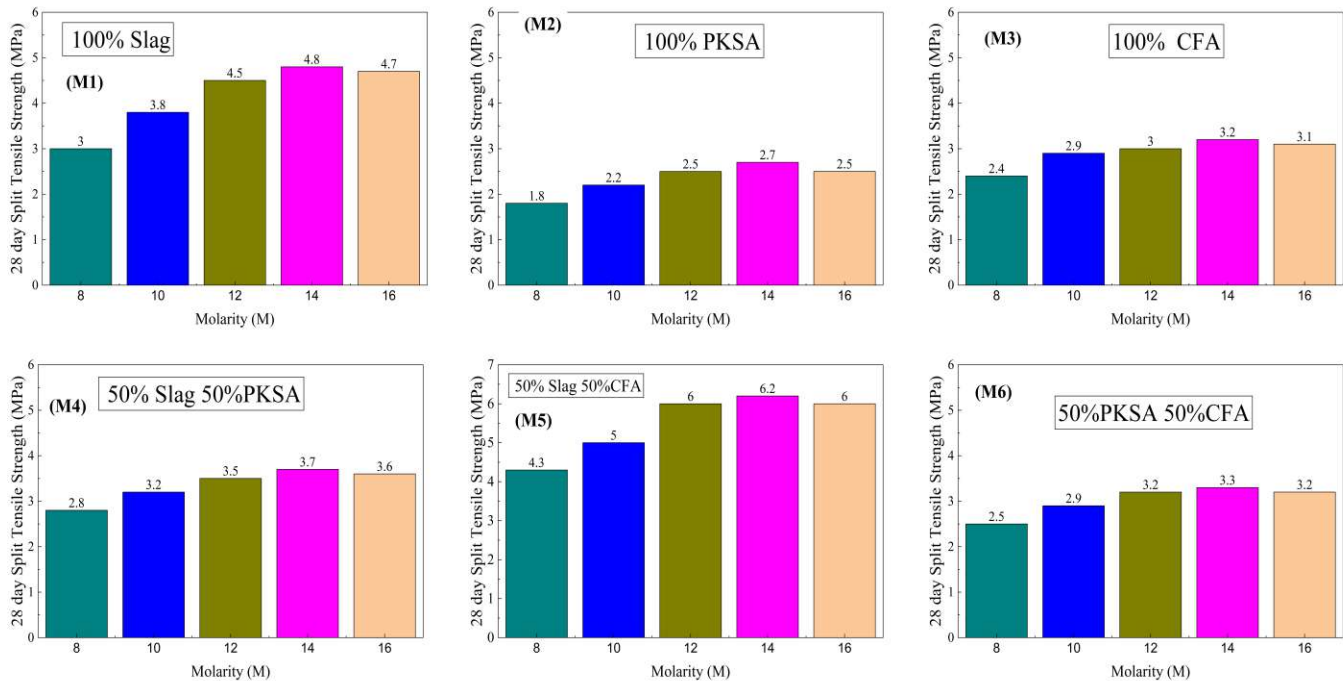 100% Slag
(M1)
28 day Split Tensile Strength (MPa)
6
5
4
3
2
1
0
3
3.8
4.5
4.8
4.7
8 10 12 14 16
Molarity (M)
(M2)
100% PKSA
28 day Split Tensile Strength (MPa)
6
5
4
3
2
1
0
1.8
2.2
2.5
2.7
2.5
8 10 12 14 16
Molarity (M)
(M3)
100% CFA
28 day Split Tensile Strength (MPa)
6
5
4
3
2
1
0
2.4
2.9
3
3.2
3.1
8 10 12 14 16
Molarity (M)
(M4)
50% Slag 50%PKSA
28 day Split Tensile Strength (MPa)
6
5
4
3
2
1
0
2.8
3.2
3.5
3.7
3.6
8 10 12 14 16
Molarity (M)
50% Slag 50%CFA
(M5)
28 day Split Tensile Strength (MPa)
7
6
5
4
3
2
1
0
4.3
5
6
6.2
6
8 10 12 14 16
Molarity (M)
(M6)
50%PKSA 50%CFA
28 day Split Tensile Strength (MPa)
6
5
4
3
2
1
0
2.5
2.9
3.2
3.3
3.2
8 10 12 14 16
Molarity (M)